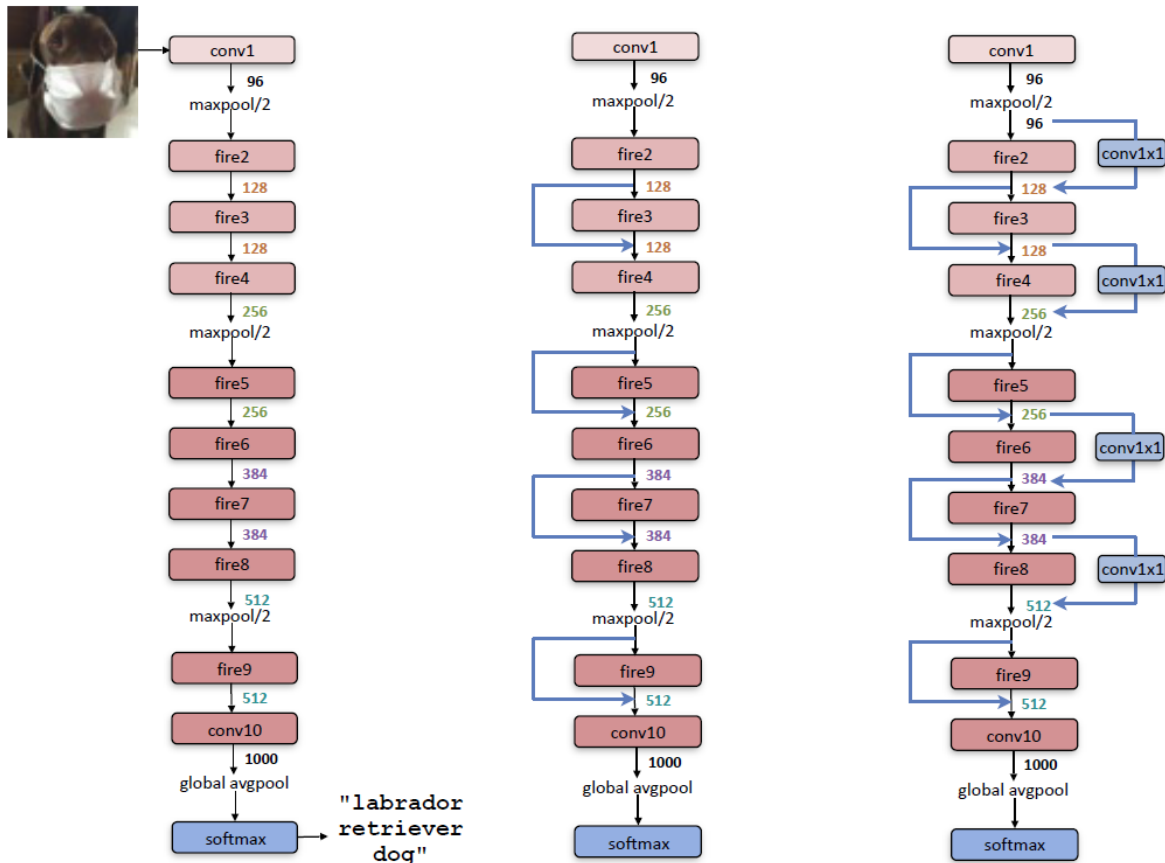 conv1
96
maxpool/2
fire2
128
fire3
128
fire4
256
maxpool/2
fire5
256
fire6
384
fire7
384
fire8
512
maxpool/2
fire9
512
conv10
1000
global avgpool
softmax
"labrador
retriever
dog"
conv1
96
maxpool/2
fire2
128
fire3
128
fire4
256
maxpool/2
fire5
256
fire6
384
fire7
384
fire8
512
maxpool/2
fire9
512
conv10
1000
global avgpool
softmax
conv1
96
maxpool/2
96
conv1x1
fire2
128
fire3
128
conv1x1
fire4
256
maxpool/2
fire5
256
conv1x1
fire6
384
fire7
384
conv1x1
fire8
512
maxpool/2
fire9
512
conv10
1000
global avgpool
softmax